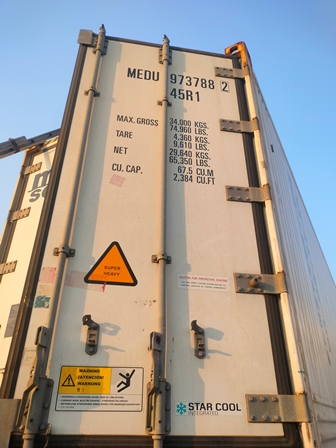 MEDU 973788 2
45R1
MAX. GROSS 34.000 KGS.
74.960 LBS.
TARE 4.360 KGS.
9.610 LBS.
NET 29.640 KGS.
65.350 LBS.
CU. CAP. 67.5 CU.M
2.384 CU.FT
SUPER
HEAVY
WARNING
¡ATENCIÓN!
WARNUNG
STAR COOL
INTEGRATED